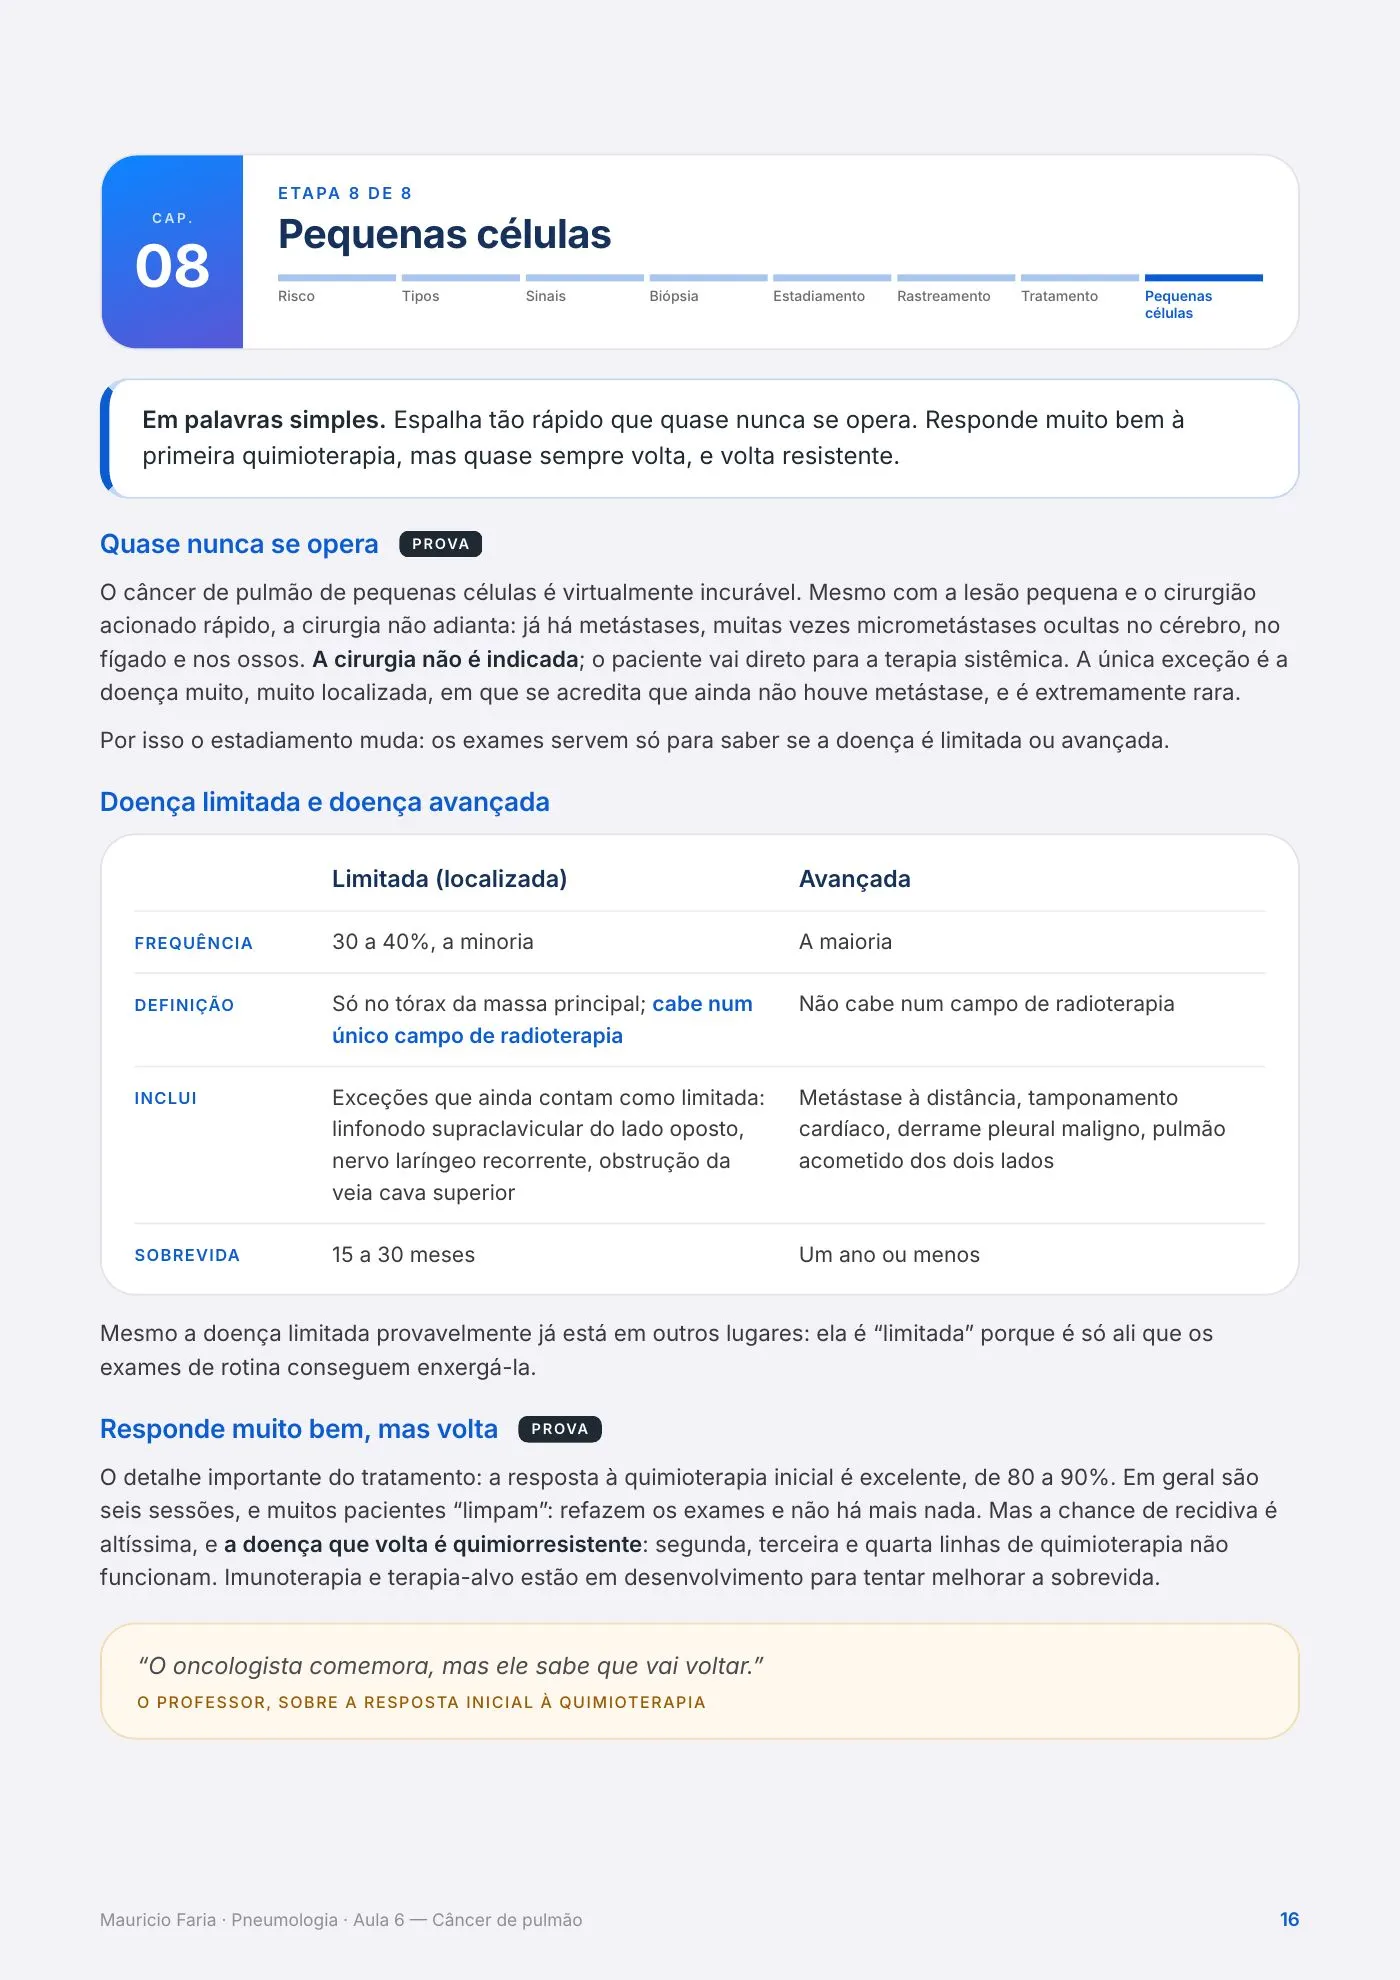 CAP.
08
ETAPA 8 DE 8
Pequenas células
Risco
Tipos
Sinais
Biópsia
Estadiamento
Rastreamento
Tratamento
Pequenas
células
Em palavras simples. Espalha tão rápido que quase nunca se opera. Responde muito bem à
primeira quimioterapia, mas quase sempre volta, e volta resistente.
Quase nunca se opera PROVA
O câncer de pulmão de pequenas células é virtualmente incurável. Mesmo com a lesão pequena e o cirurgião
acionado rápido, a cirurgia não adianta: já há metástases, muitas vezes micrometástases ocultas no cérebro, no
fígado e nos ossos. A cirurgia não é indicada; o paciente vai direto para a terapia sistêmica. A única exceção é a
doença muito, muito localizada, em que se acredita que ainda não houve metástase, e é extremamente rara.
Por isso o estadiamento muda: os exames servem só para saber se a doença é limitada ou avançada.
Doença limitada e doença avançada
Limitada (localizada)
Avançada
FREQUÊNCIA
30 a 40%, a minoria
A maioria
DEFINIÇÃO
Só no tórax da massa principal; cabe num
único campo de radioterapia
Não cabe num campo de radioterapia
INCLUI
Exceções que ainda contam como limitada:
linfonodo supraclavicular do lado oposto,
nervo laríngeo recorrente, obstrução da
veia cava superior
Metástase à distância, tamponamento
cardíaco, derrame pleural maligno, pulmão
acometido dos dois lados
SOBREVIDA
15 a 30 meses
Um ano ou menos
Mesmo a doença limitada provavelmente já está em outros lugares: ela é “limitada” porque é só ali que os
exames de rotina conseguem enxergá-la.
Responde muito bem, mas volta PROVA
O detalhe importante do tratamento: a resposta à quimioterapia inicial é excelente, de 80 a 90%. Em geral são
seis sessões, e muitos pacientes “limpam”: refazem os exames e não há mais nada. Mas a chance de recidiva é
altíssima, e a doença que volta é quimiorresistente: segunda, terceira e quarta linhas de quimioterapia não
funcionam. Imunoterapia e terapia-alvo estão em desenvolvimento para tentar melhorar a sobrevida.
“O oncologista comemora, mas ele sabe que vai voltar.”
O PROFESSOR, SOBRE A RESPOSTA INICIAL À QUIMIOTERAPIA
Mauricio Faria · Pneumologia · Aula 6 — Câncer de pulmão
16